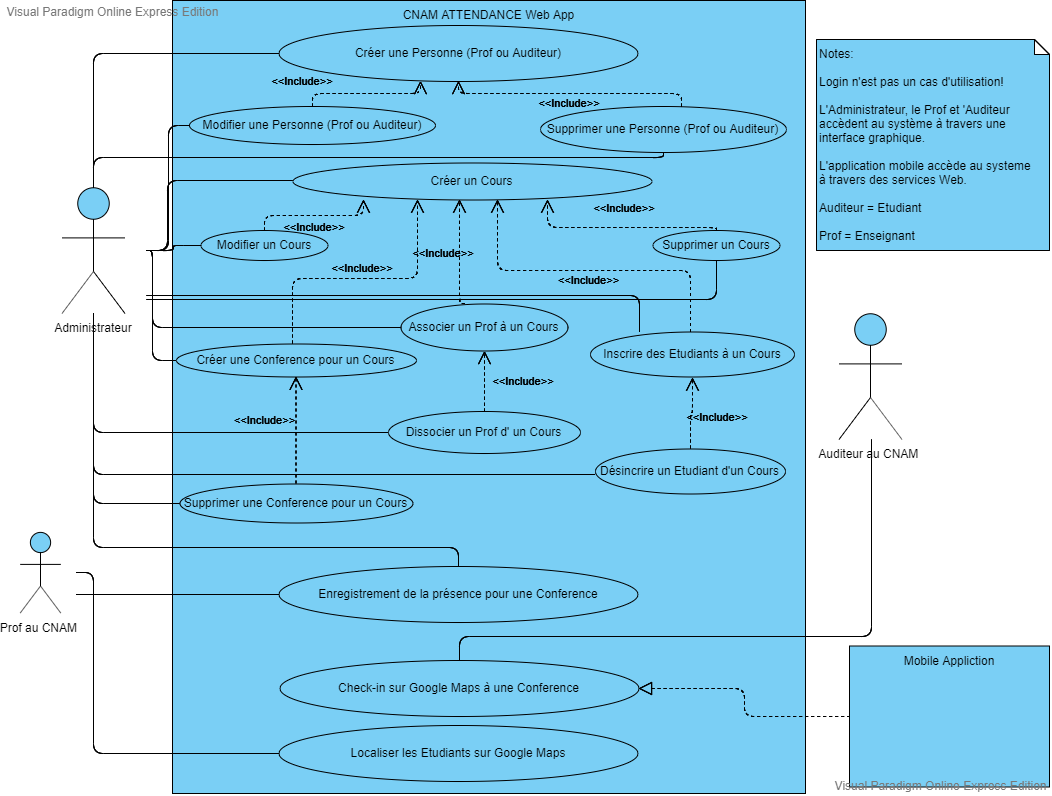 Visual Paradigm Online Express Edition
CNAM ATTENDANCE Web App
Créer une Personne (Prof ou Auditeur)
<<Include>>
<<Include>>
Modifier une Personne (Prof ou Auditeur)
Supprimer une Personne (Prof ou Auditeur)
Créer un Cours
<<Include>>
<<Include>>
Modifier un Cours
<<Include>>
Supprimer un Cours
<<Include>>
<<Include>>
Administrateur
Associer un Prof à un Cours
Créer une Conference pour un Cours
Inscrire des Etudiants à un Cours
<<Include>>
<<Include>>
<<Include>>
Dissocier un Prof d' un Cours
Désincrire un Etudiant d'un Cours
Supprimer une Conference pour un Cours
Prof au CNAM
Enregistrement de la présence pour une Conference
Check-in sur Google Maps à une Conference
Localiser les Etudiants sur Google Maps
Notes:
Login n'est pas un cas d'utilisation!
L'Administrateur, le Prof et 'Auditeur
accèdent au système à travers une
interface graphique.
L'application mobile accède au systeme
à travers des services Web.
Auditeur = Etudiant
Prof = Enseignant
Auditeur au CNAM
Mobile Appliction
Visual Paradigm Online Express Edition